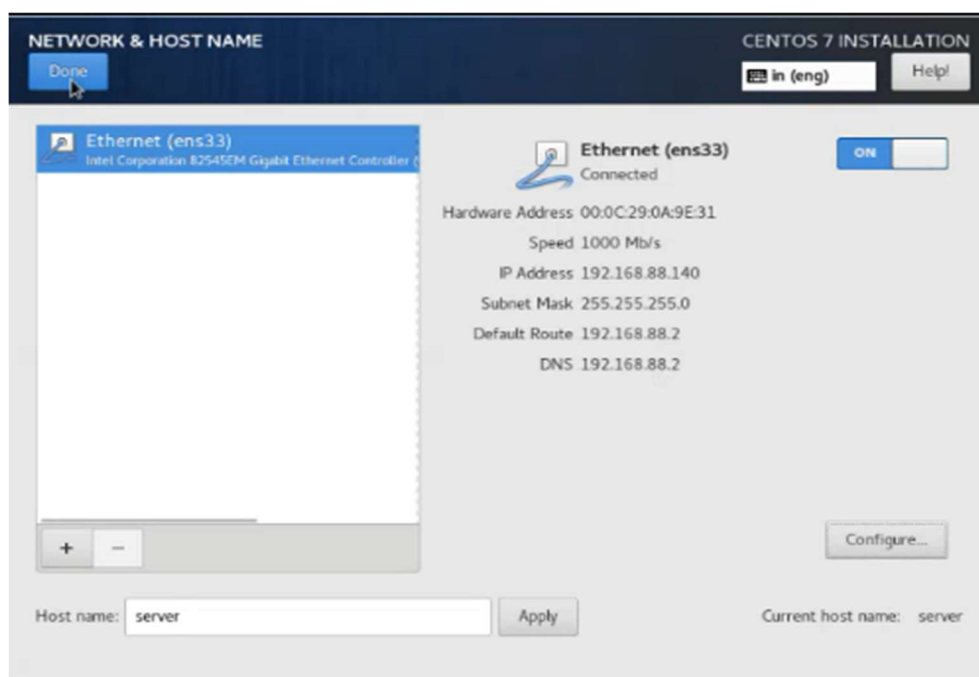 NETWORK & HOST NAME
CENTOS 7 INSTALLATION
Done
in (eng)
Help!
Ethernet (ens33)
Intel Corporation 82545EM Gigabit Ethernet Controller (
Ethernet (ens33)
Connected
ON
Hardware Address 00:0C:29:0A:9E:31
Speed 1000 Mb/s
IP Address 192.168.88.140
Subnet Mask 255.255.255.0
Default Route 192.168.88.2
DNS 192.168.88.2
+ −
Configure...
Host name: server
Apply
Current host name: server